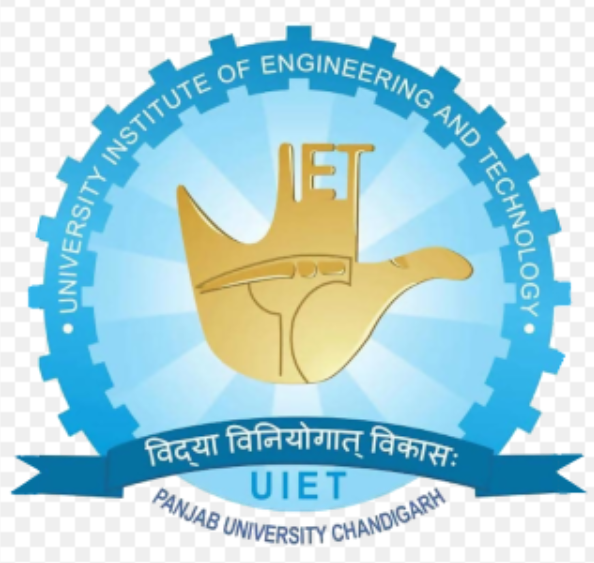 • UNIVERSITY INSTITUTE OF ENGINEERING AND TECHNOLOGY •
IET
विद्या विनियोगात् विकासः
UIET
PANJAB UNIVERSITY CHANDIGARH